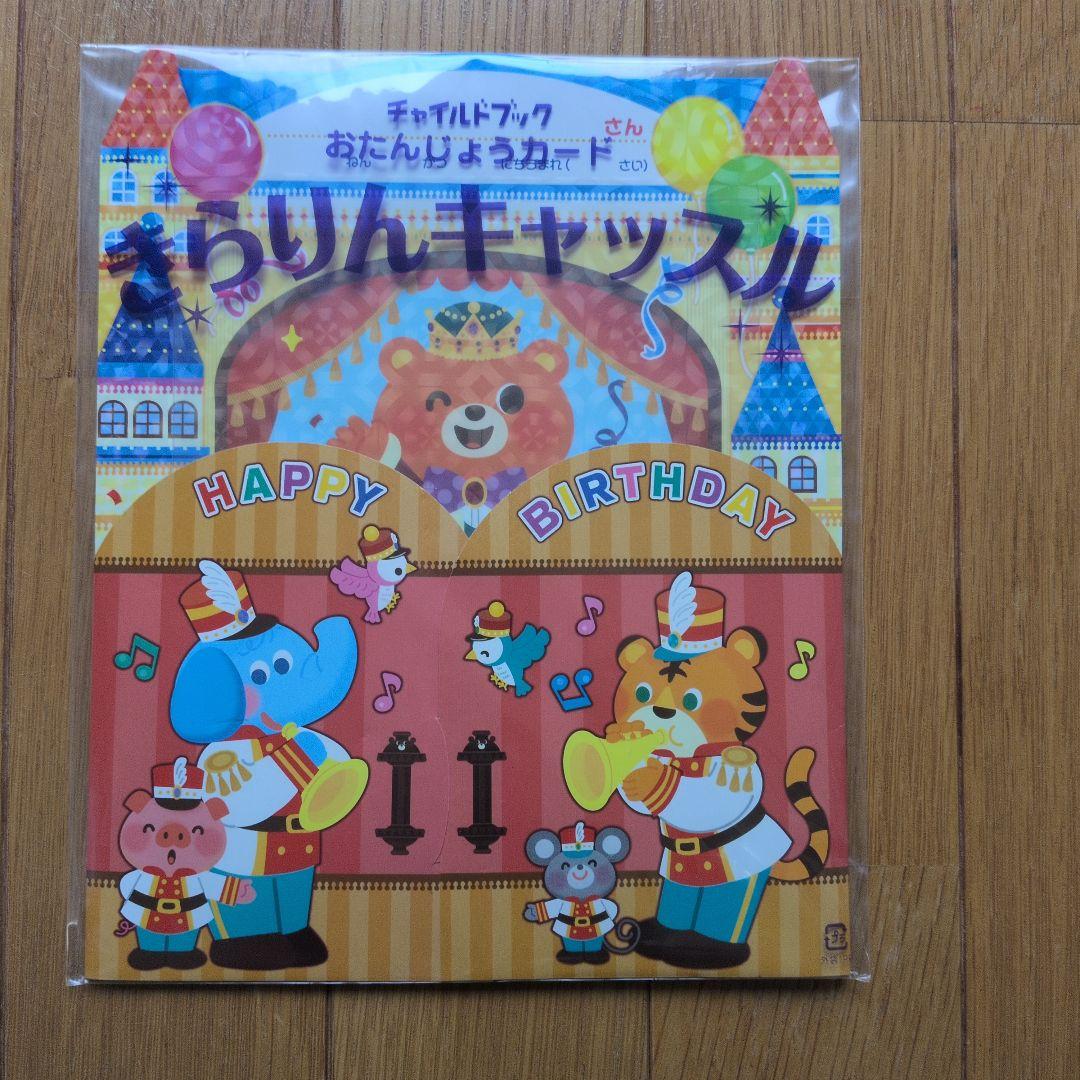 チャイルドブック
さん
おたんじょうカード
ねん がつ にちうまれ( さい)
きらりんキャッスル
HAPPY BIRTHDAY
プラ